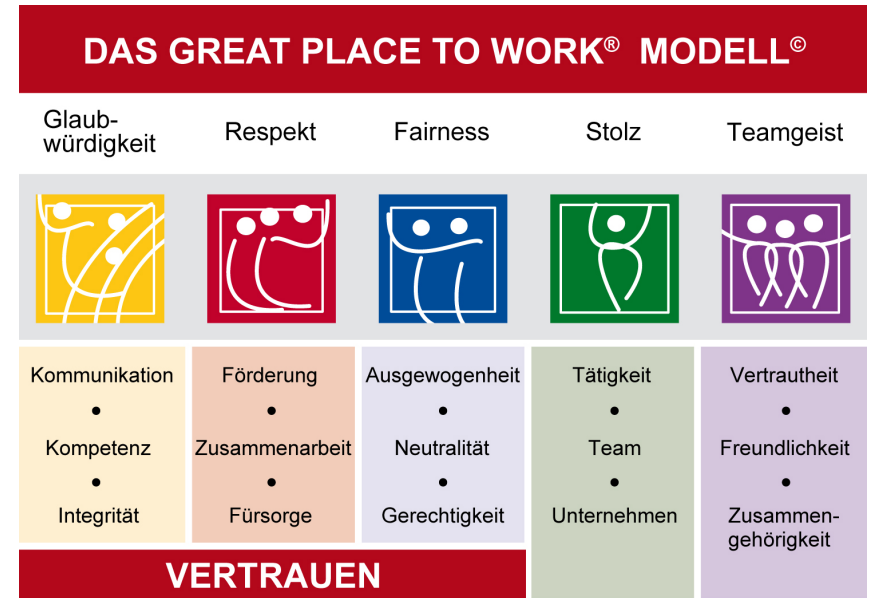 DAS GREAT PLACE TO WORK® MODELL©
Glaub-
würdigkeit
Respekt
Fairness
Stolz
Teamgeist
Kommunikation
•
Kompetenz
•
Integrität
Förderung
•
Zusammenarbeit
•
Fürsorge
Ausgewogenheit
•
Neutralität
•
Gerechtigkeit
Tätigkeit
•
Team
•
Unternehmen
Vertrautheit
•
Freundlichkeit
•
Zusammen-
gehörigkeit
VERTRAUEN